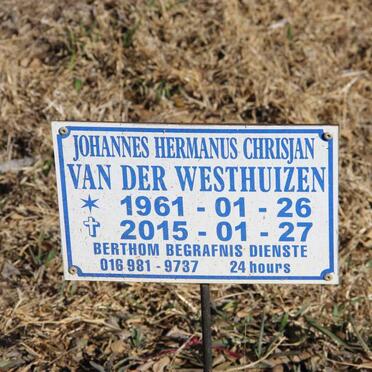 JOHANNES HERMANUS CHRISJAN
VAN DER WESTHUIZEN
1961 - 01 - 26
2015 - 01 - 27
BERTHOM BEGRAFNIS DIENSTE
016 981 - 9737 24 hours